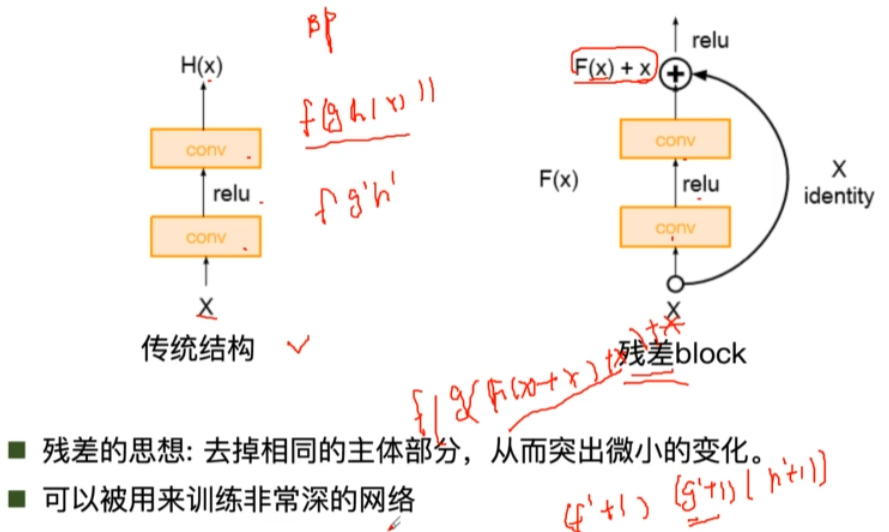 BP
H(x)
conv
relu
conv
X
传统结构
f(g h(x))
f' g' h'
relu
F(x) + x
conv
F(x)
relu
conv
X
identity
X
残差block
■ 残差的思想: 去掉相同的主体部分，从而突出微小的变化。
■ 可以被用来训练非常深的网络
(f'+1) (g'+1) (h'+1)